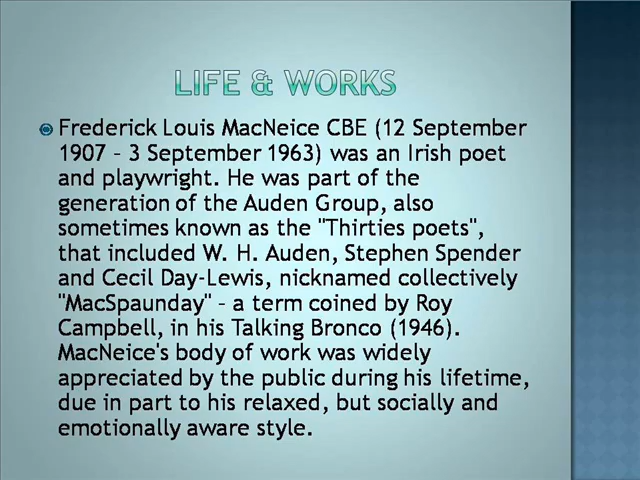 LIFE & WORKS
Frederick Louis MacNeice CBE (12 September
1907 – 3 September 1963) was an Irish poet
and playwright. He was part of the
generation of the Auden Group, also
sometimes known as the "Thirties poets",
that included W. H. Auden, Stephen Spender
and Cecil Day-Lewis, nicknamed collectively
"MacSpaunday" – a term coined by Roy
Campbell, in his Talking Bronco (1946).
MacNeice's body of work was widely
appreciated by the public during his lifetime,
due in part to his relaxed, but socially and
emotionally aware style.